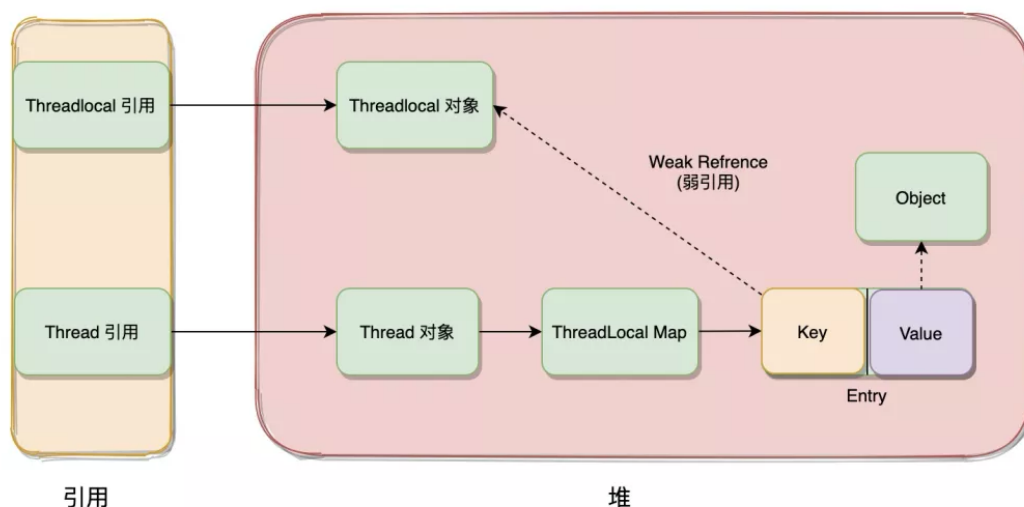 Threadlocal 引用
Threadlocal 对象
Weak Refrence
(弱引用)
Object
Thread 引用
Thread 对象
ThreadLocal Map
Key
Value
Entry
引用
堆